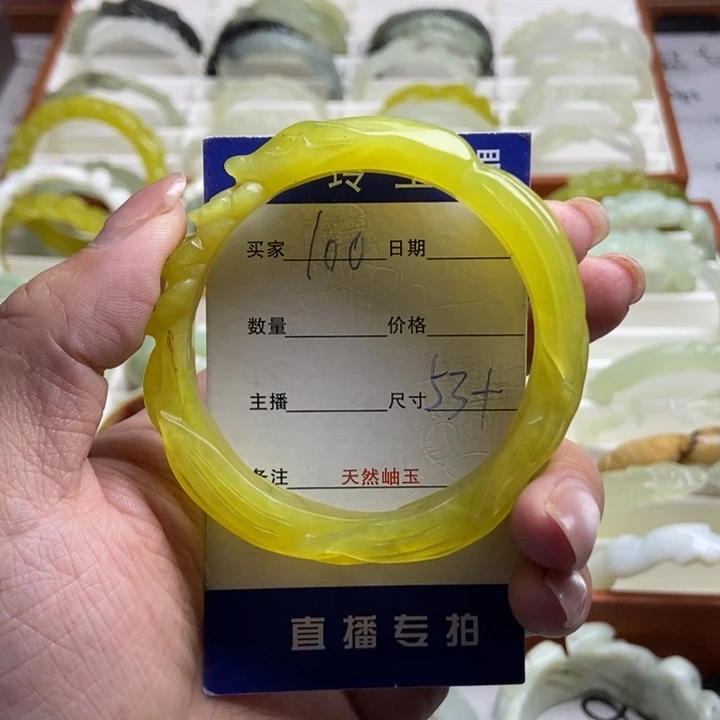 买家 100 日期
数量 价格
主播 尺寸 53+
备注 天然岫玉
直播专拍